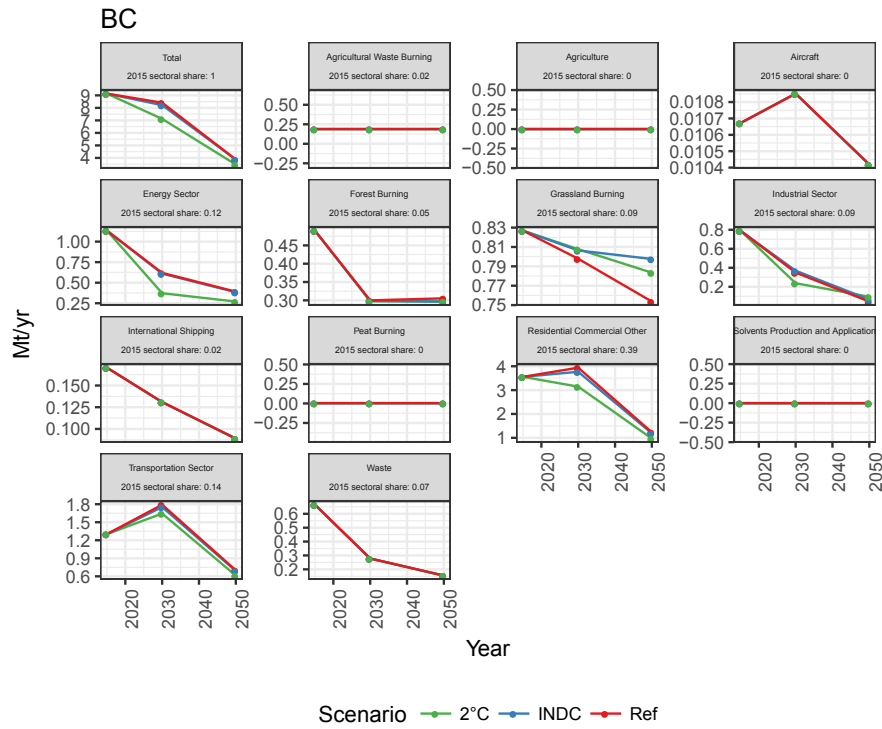 BC
Total
2015 sectoral share: 1
Agricultural Waste Burning
2015 sectoral share: 0.02
Agriculture
2015 sectoral share: 0
Aircraft
2015 sectoral share: 0
9
8
7
6
5
4
0.50
0.25
0.00
−0.25
0.50
0.25
0.00
−0.25
−0.50
0.0108
0.0107
0.0106
0.0105
0.0104
Energy Sector
2015 sectoral share: 0.12
Forest Burning
2015 sectoral share: 0.05
Grassland Burning
2015 sectoral share: 0.09
Industrial Sector
2015 sectoral share: 0.09
1.00
0.75
0.50
0.25
0.45
0.40
0.35
0.30
0.83
0.81
0.79
0.77
0.75
0.8
0.6
0.4
0.2
International Shipping
2015 sectoral share: 0.02
Peat Burning
2015 sectoral share: 0
Residential Commercial Other
2015 sectoral share: 0.39
Solvents Production and Application
2015 sectoral share: 0
0.150
0.125
0.100
0.50
0.25
0.00
−0.25
4
3
2
1
0.50
0.25
0.00
−0.25
−0.50
Transportation Sector
2015 sectoral share: 0.14
Waste
2015 sectoral share: 0.07
1.8
1.5
1.2
0.9
0.6
0.6
0.5
0.4
0.3
0.2
2020
2030
2040
2050
2020
2030
2040
2050
2020
2030
2040
2050
2020
2030
2040
2050
Mt/yr
Year
Scenario 2°C INDC Ref